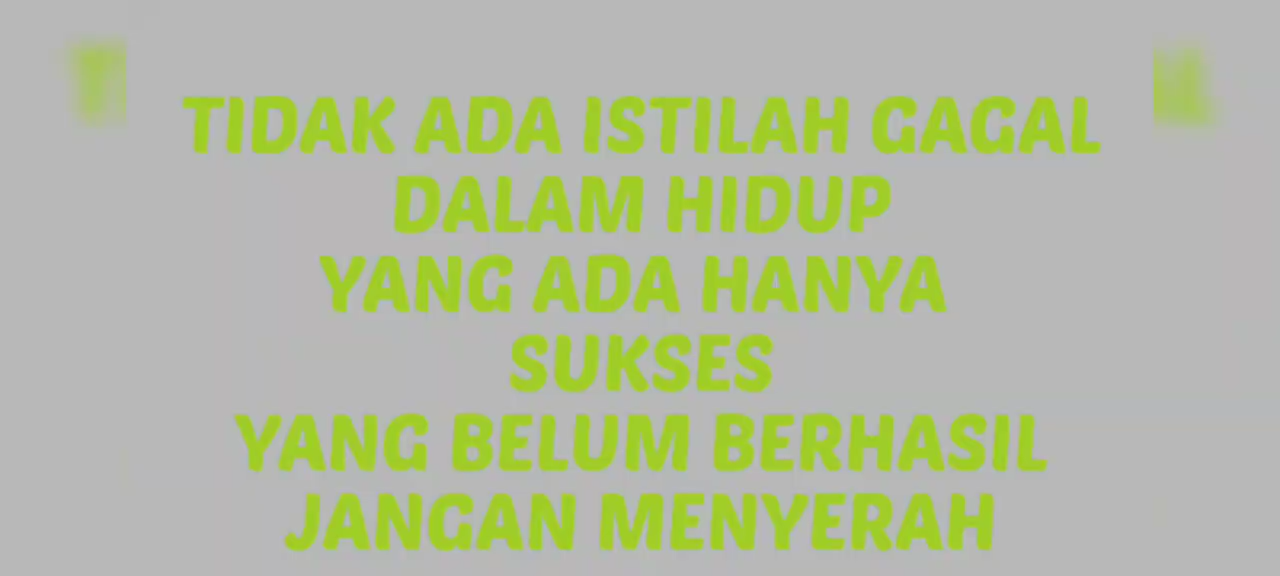 TIDAK ADA ISTILAH GAGAL
DALAM HIDUP
YANG ADA HANYA
SUKSES
YANG BELUM BERHASIL
JANGAN MENYERAH